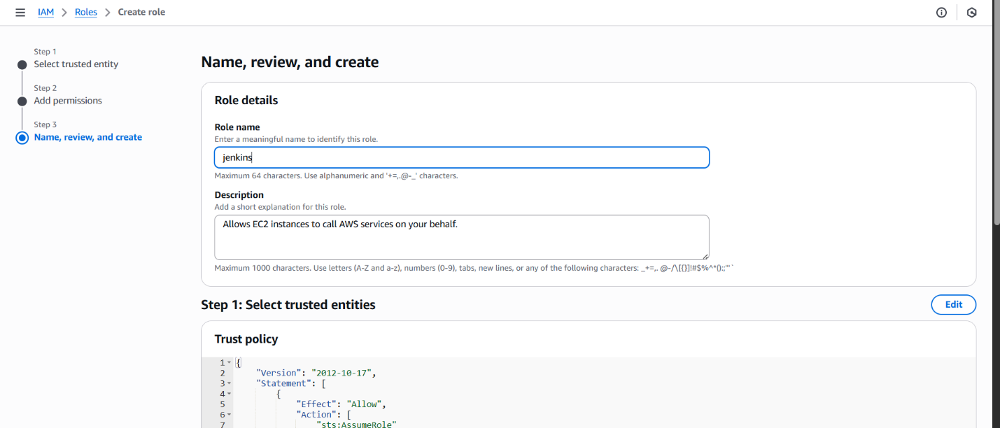 IAM > Roles > Create role
Step 1
Select trusted entity
Step 2
Add permissions
Step 3
Name, review, and create
Name, review, and create
Role details
Role name
Enter a meaningful name to identify this role.
jenkins
Maximum 64 characters. Use alphanumeric and '+=,.@-_' characters.
Description
Add a short explanation for this role.
Allows EC2 instances to call AWS services on your behalf.
Maximum 1000 characters. Use letters (A-Z and a-z), numbers (0-9), tabs, new lines, or any of the following characters: _+=,. @-/\[{}]!#$%^*();:"'`
Step 1: Select trusted entities
Edit
Trust policy
1 {
2 "Version": "2012-10-17",
3 "Statement": [
4 {
5 "Effect": "Allow",
6 "Action": [
7 "sts:AssumeRole"